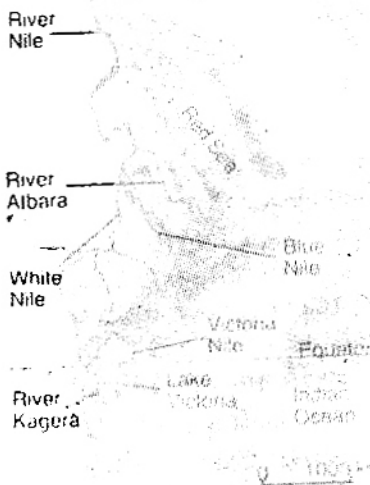 River
Nile
Red Sea
River
Albara
Blue
Nile
White
Nile
Victoria
Nile
Equator
Lake
Victoria
Indian
Ocean
River
Kagera
0